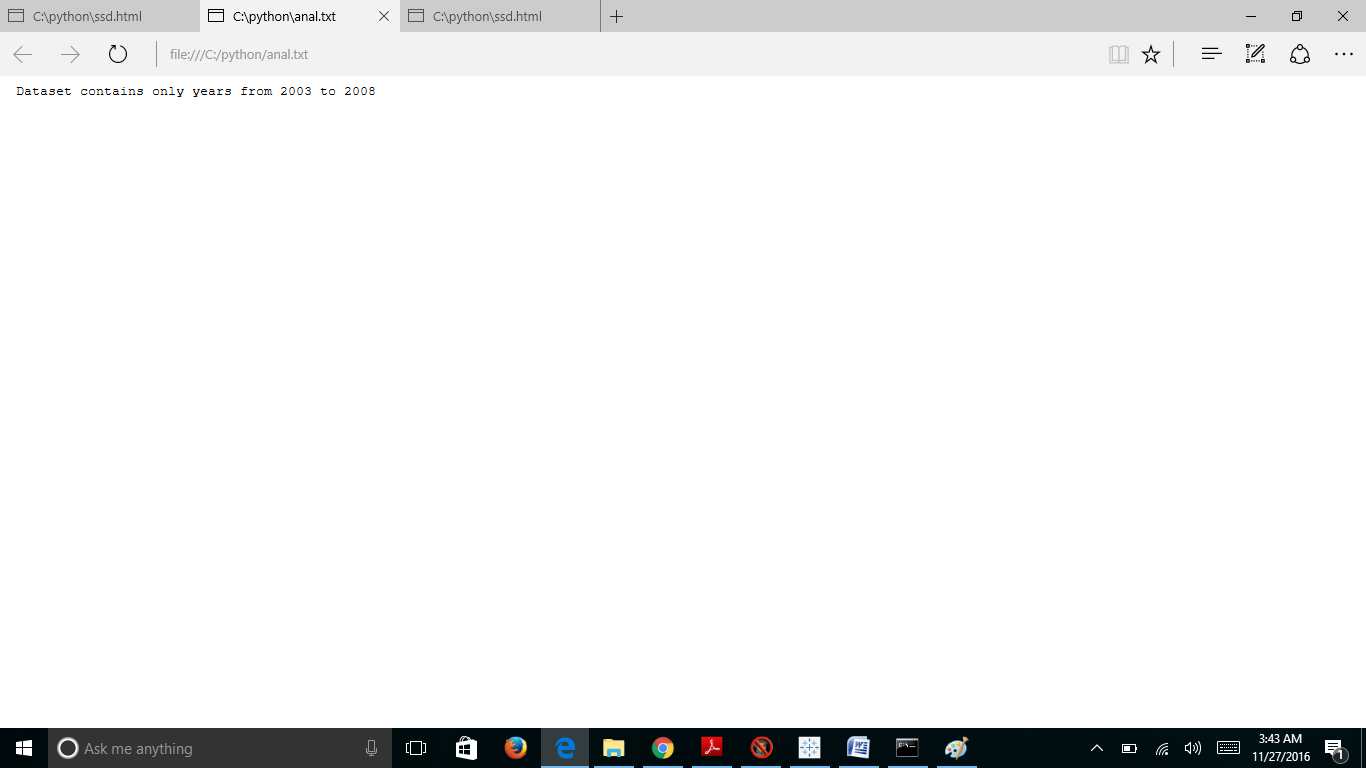 C:\python\ssd.html
C:\python\anal.txt
C:\python\ssd.html
file:///C:/python/anal.txt
Dataset contains only years from 2003 to 2008
Ask me anything
3:43 AM
11/27/2016
1